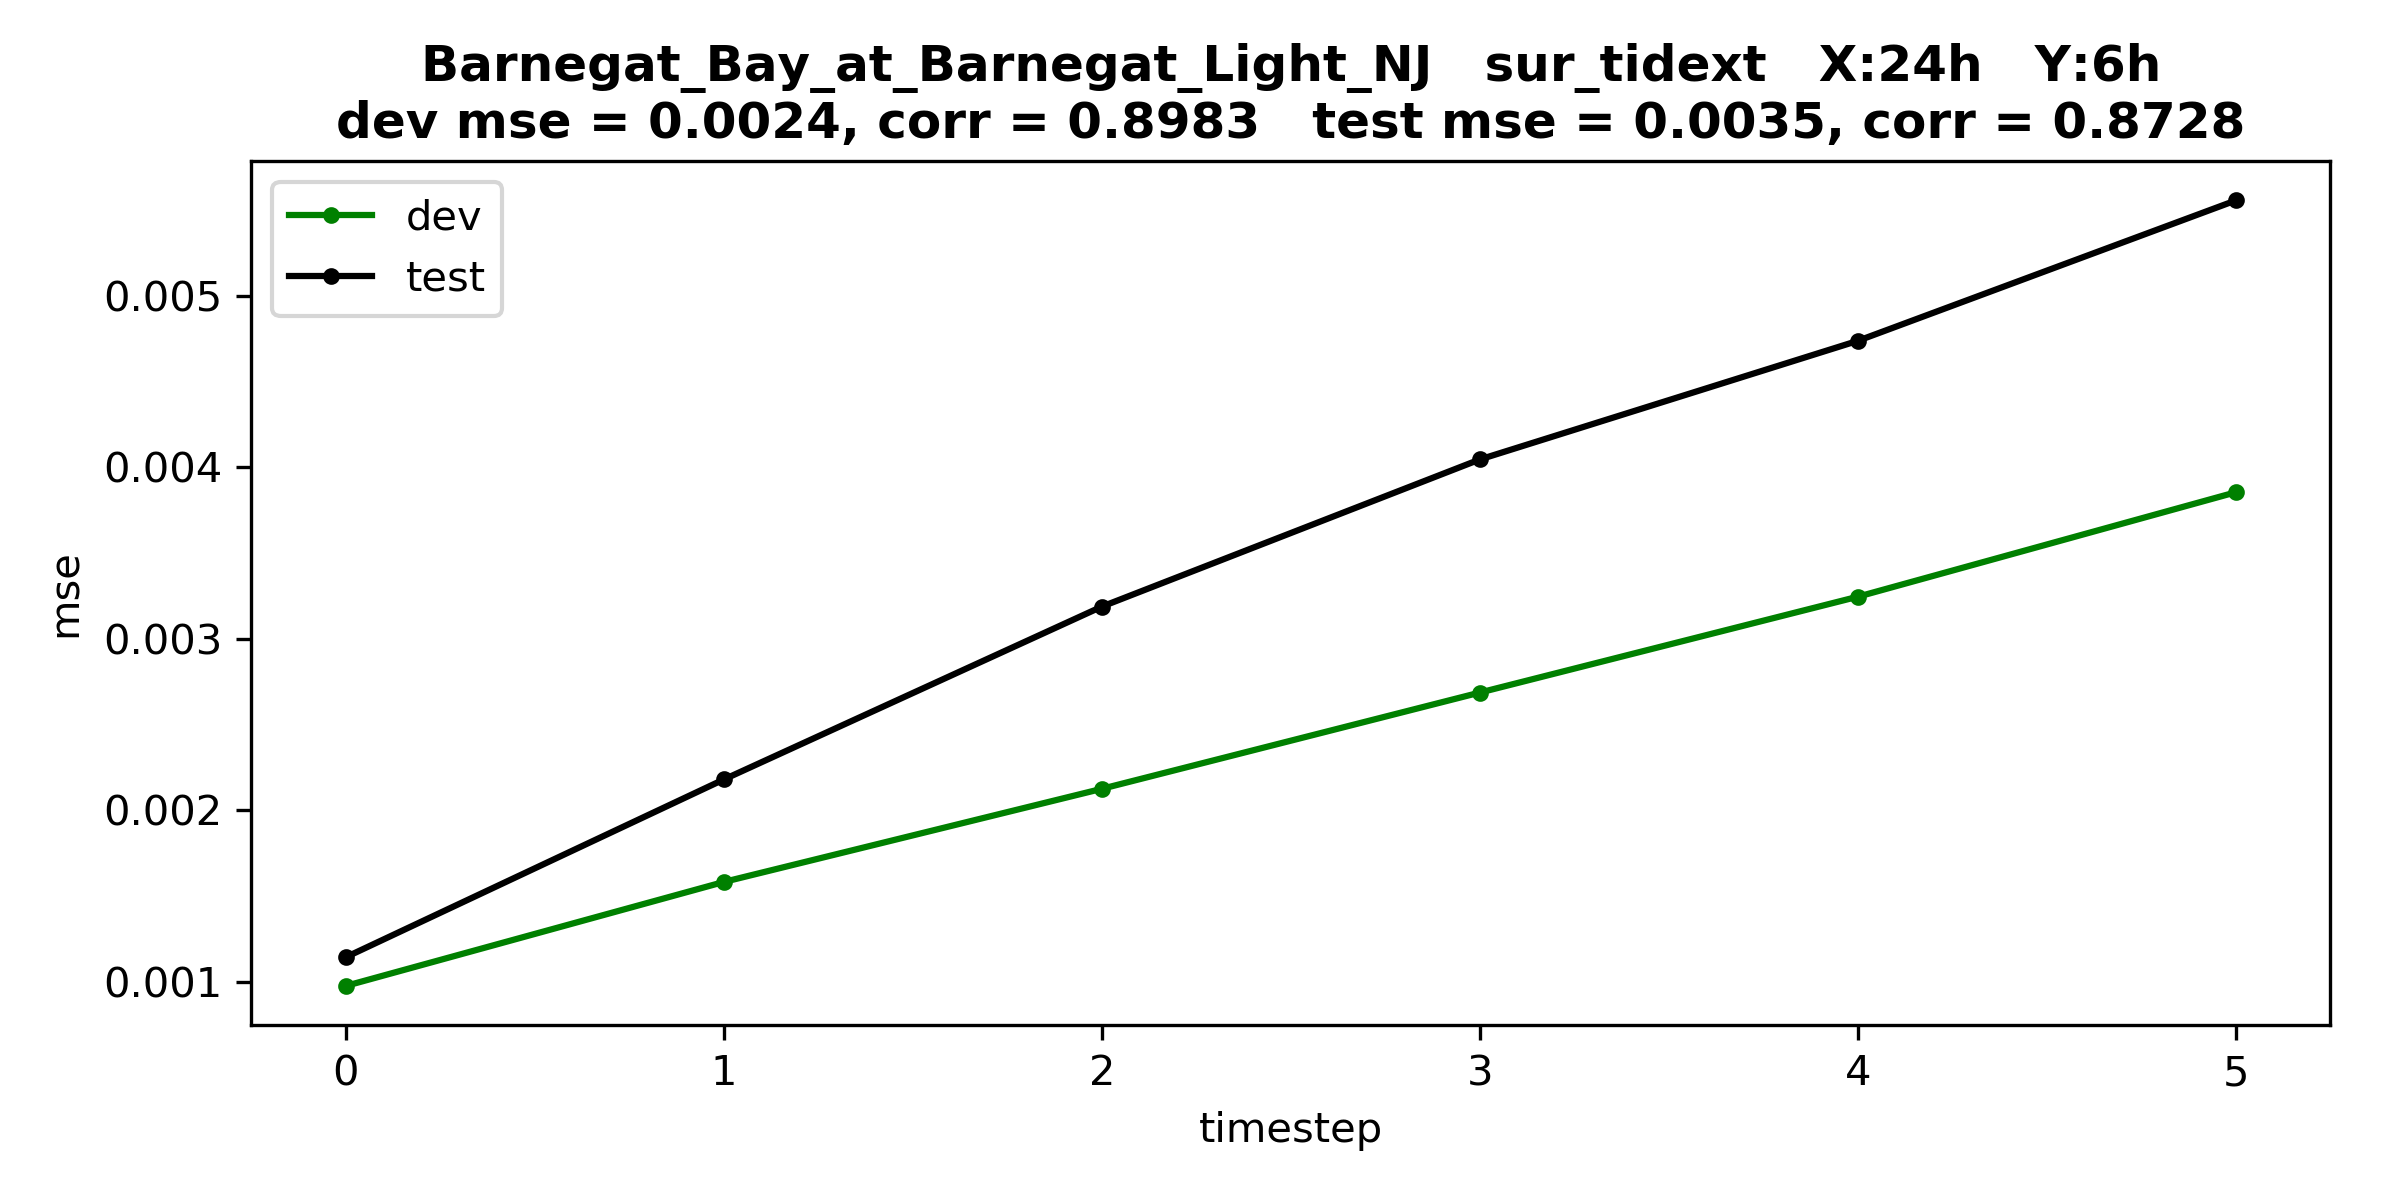 Barnegat_Bay_at_Barnegat_Light_NJ   sur_tidext   X:24h   Y:6h
dev mse = 0.0024, corr = 0.8983   test mse = 0.0035, corr = 0.8728
dev
test
0.005
0.004
0.003
0.002
0.001
mse
0 1 2 3 4 5
timestep